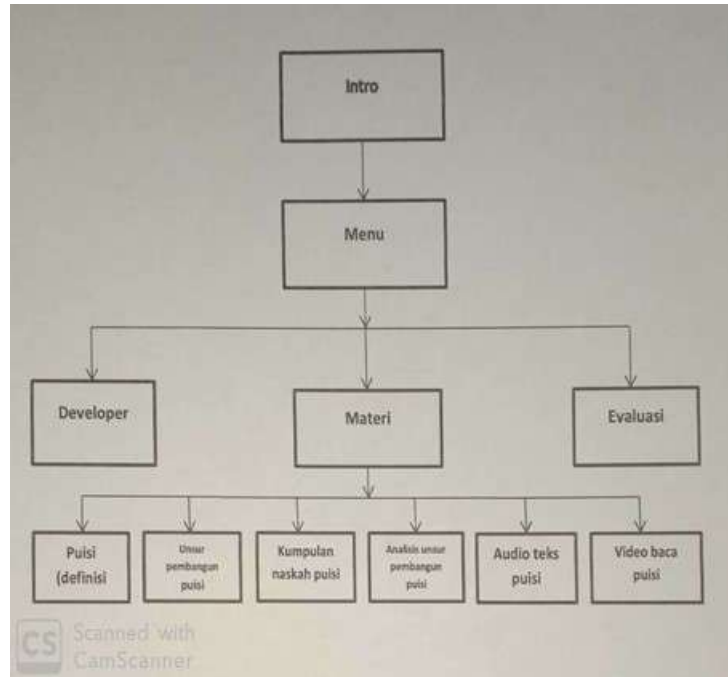 Intro
Menu
Developer
Materi
Evaluasi
Puisi
(definisi
Unsur
pembangun
puisi
Kumpulan
naskah puisi
Analisis unsur
pembangun
puisi
Audio teks
puisi
Video baca
puisi
CS
Scanned with
CamScanner